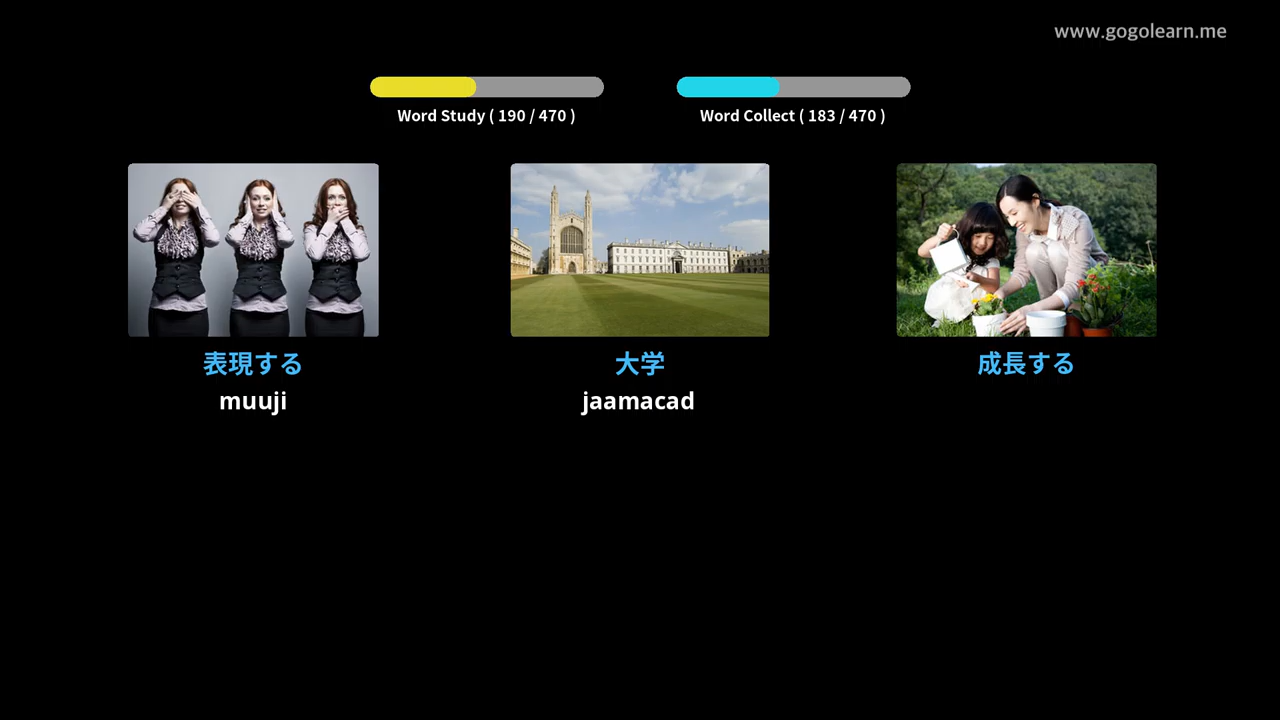 www.gogolearn.me
Word Study ( 190 / 470 )
Word Collect ( 183 / 470 )
表現する
muuji
大学
jaamacad
成長する